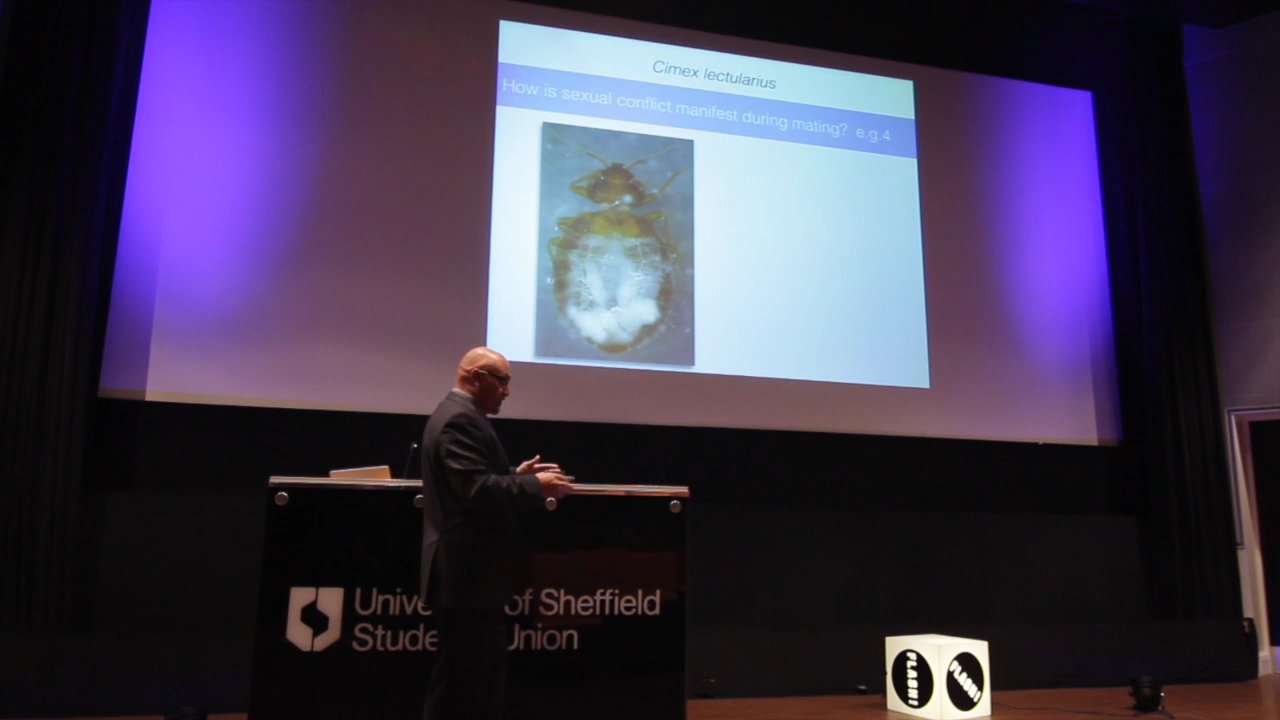 Cimex lectularius
How is sexual conflict manifest during mating? e.g.4
Unive of Sheffield
Stude Union
FLASH!
FLASH!